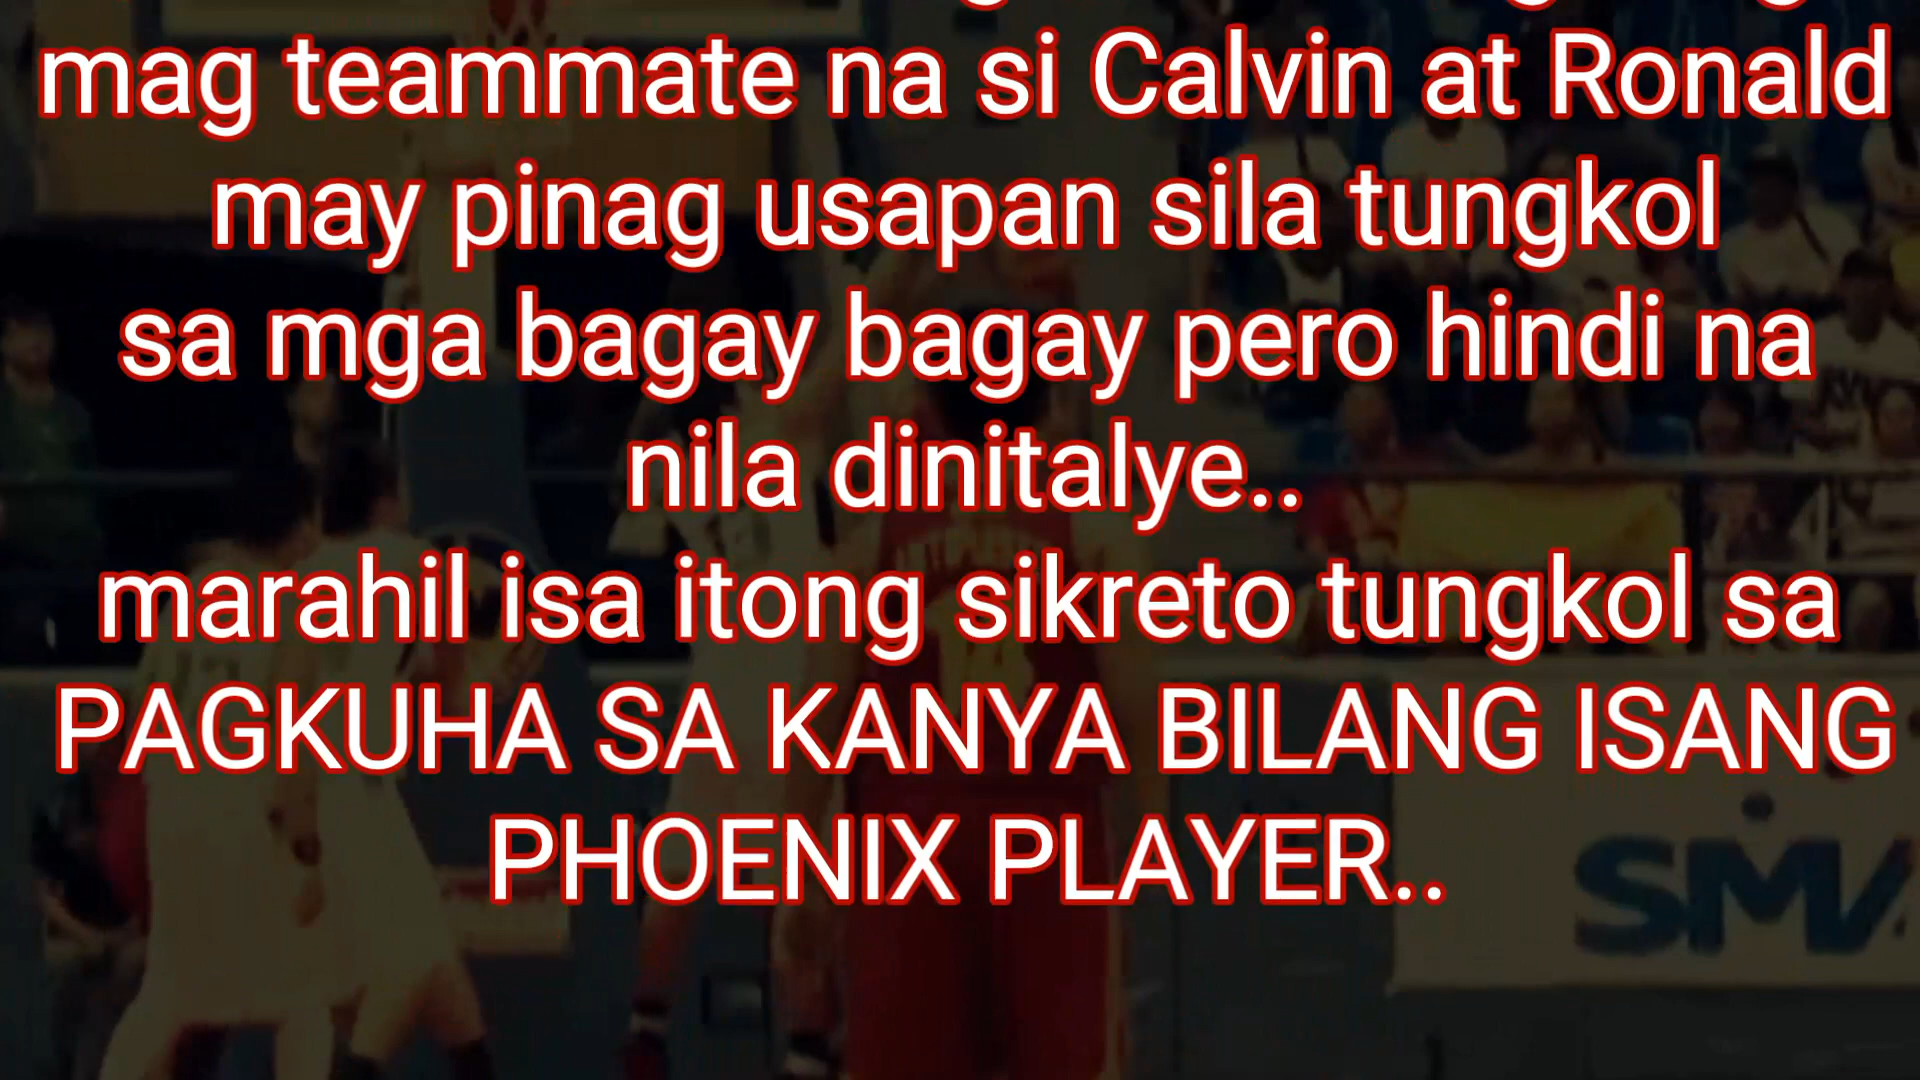 mag teammate na si Calvin at Ronald
may pinag usapan sila tungkol
sa mga bagay bagay pero hindi na
nila dinitalye..
marahil isa itong sikreto tungkol sa
PAGKUHA SA KANYA BILANG ISANG
PHOENIX PLAYER..